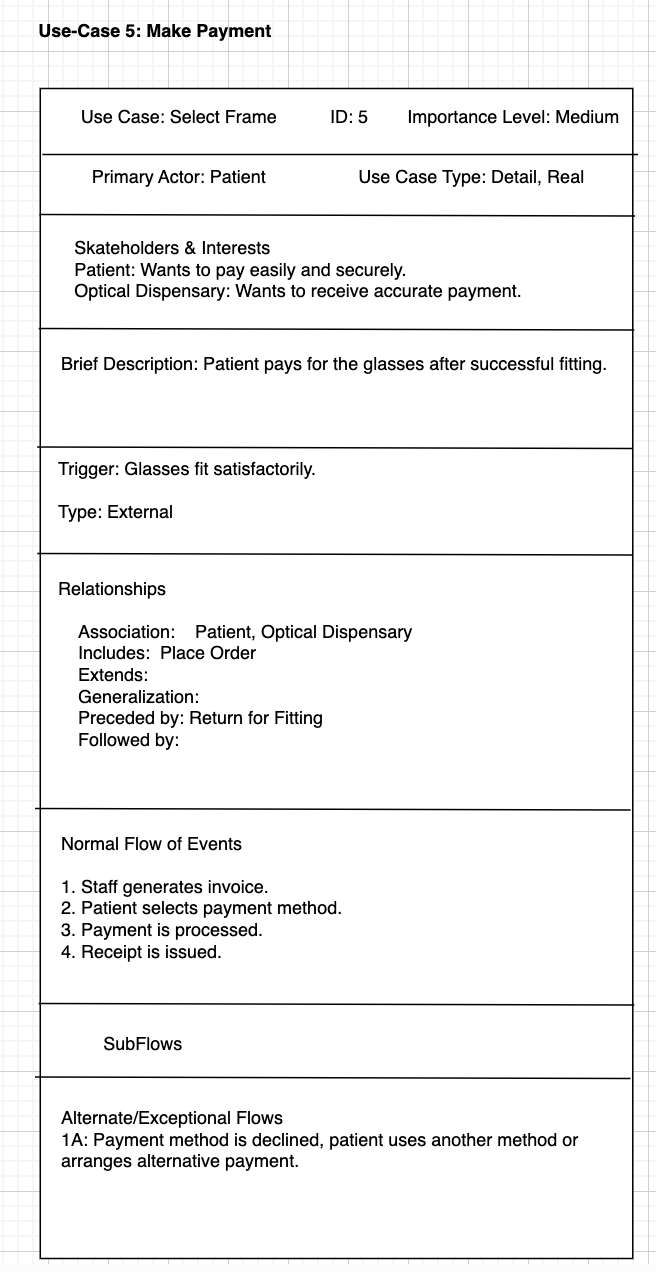 Use-Case 5: Make Payment
Use Case: Select Frame ID: 5 Importance Level: Medium
Primary Actor: Patient Use Case Type: Detail, Real
Skateholders & Interests
Patient: Wants to pay easily and securely.
Optical Dispensary: Wants to receive accurate payment.
Brief Description: Patient pays for the glasses after successful fitting.
Trigger: Glasses fit satisfactorily.
Type: External
Relationships
Association: Patient, Optical Dispensary
Includes: Place Order
Extends:
Generalization:
Preceded by: Return for Fitting
Followed by:
Normal Flow of Events
1. Staff generates invoice.
2. Patient selects payment method.
3. Payment is processed.
4. Receipt is issued.
SubFlows
Alternate/Exceptional Flows
1A: Payment method is declined, patient uses another method or
arranges alternative payment.